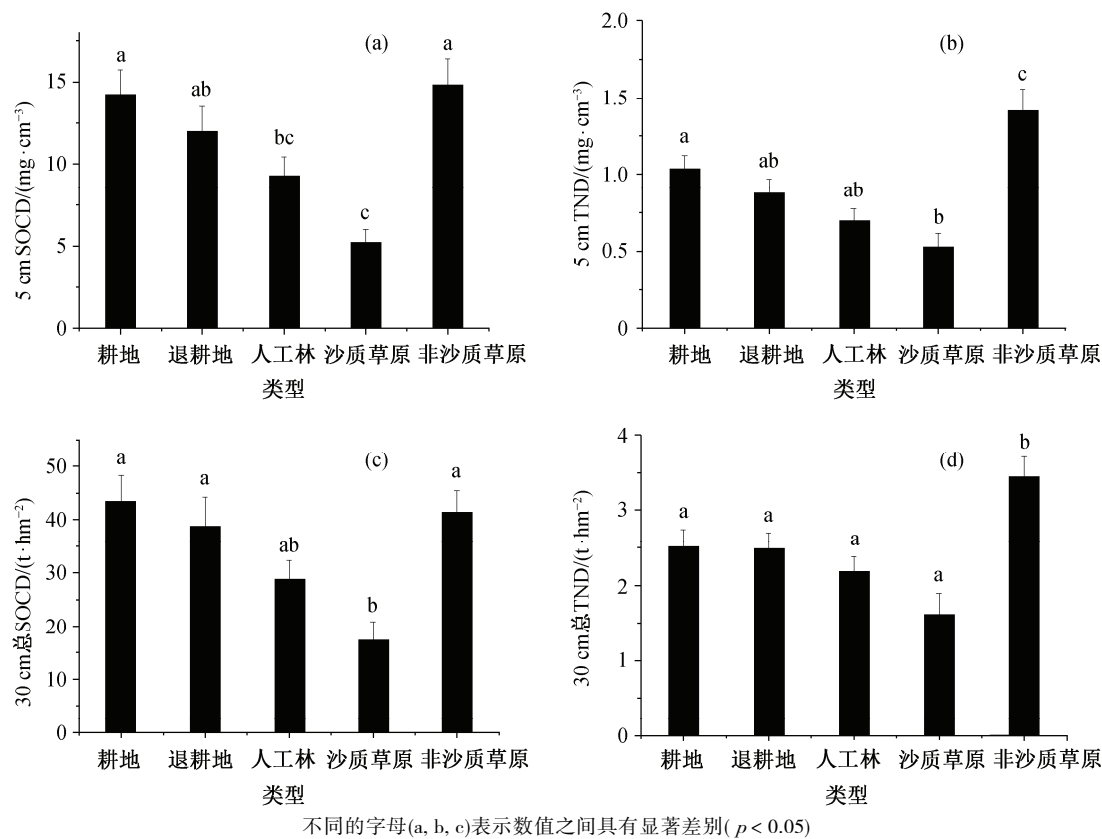 (a)
5 cm SOCD/(mg·cm⁻³)
15
10
5
0
a
ab
bc
c
a
耕地 退耕地 人工林 沙质草原 非沙质草原
类型
(b)
5 cm TND/(mg·cm⁻³)
2.0
1.5
1.0
0.5
0
a
ab
ab
b
c
耕地 退耕地 人工林 沙质草原 非沙质草原
类型
(c)
30 cm总SOCD/(t·hm⁻²)
50
40
30
20
10
0
a
a
ab
b
a
耕地 退耕地 人工林 沙质草原 非沙质草原
类型
(d)
30 cm总TND/(t·hm⁻²)
4
3
2
1
0
a
a
a
a
b
耕地 退耕地 人工林 沙质草原 非沙质草原
类型
不同的字母(a, b, c)表示数值之间具有显著差别( p < 0.05)